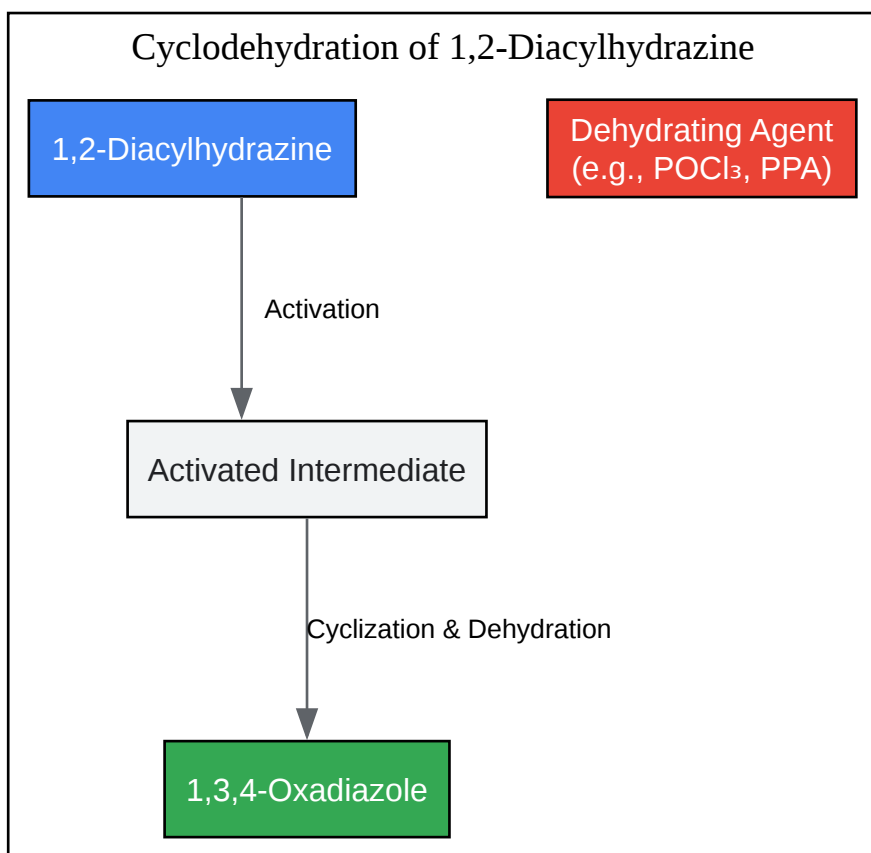 Cyclodehydration of 1,2-Diacylhydrazine
1,2-Diacylhydrazine
Dehydrating Agent
(e.g., POCl₃, PPA)
Activation
Activated Intermediate
Cyclization & Dehydration
1,3,4-Oxadiazole